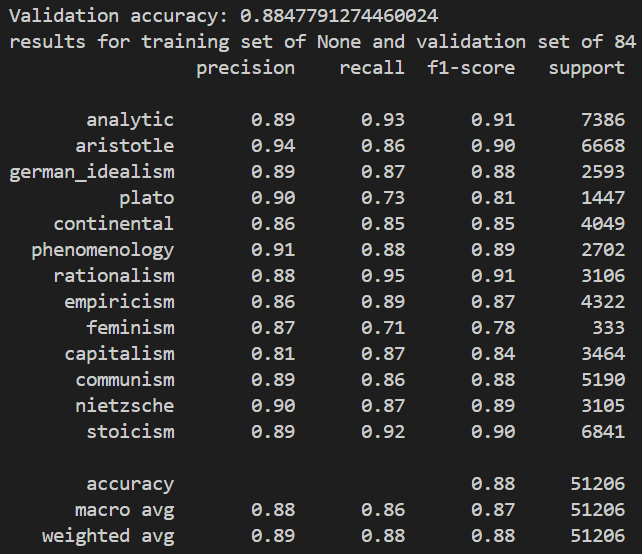 Validation accuracy: 0.8847791274460024
results for training set of None and validation set of 84
precision recall f1-score support
analytic 0.89 0.93 0.91 7386
aristotle 0.94 0.86 0.90 6668
german_idealism 0.89 0.87 0.88 2593
plato 0.90 0.73 0.81 1447
continental 0.86 0.85 0.85 4049
phenomenology 0.91 0.88 0.89 2702
rationalism 0.88 0.95 0.91 3106
empiricism 0.86 0.89 0.87 4322
feminism 0.87 0.71 0.78 333
capitalism 0.81 0.87 0.84 3464
communism 0.89 0.86 0.88 5190
nietzsche 0.90 0.87 0.89 3105
stoicism 0.89 0.92 0.90 6841
accuracy 0.88 51206
macro avg 0.88 0.86 0.87 51206
weighted avg 0.89 0.88 0.88 51206